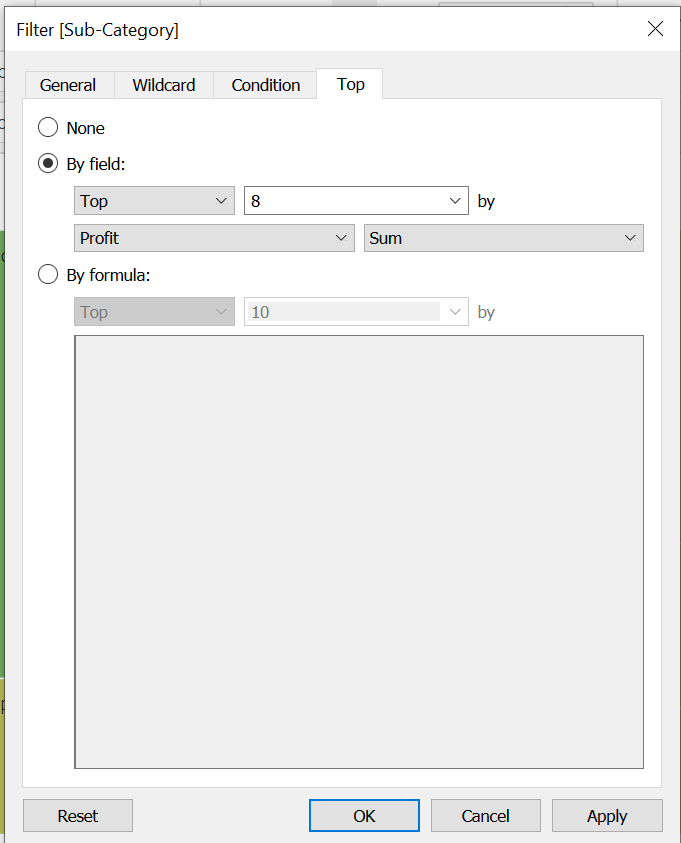 Filter [Sub-Category]
General Wildcard Condition Top
None
By field:
Top 8 by
Profit Sum
By formula:
Top 10 by
Reset OK Cancel Apply